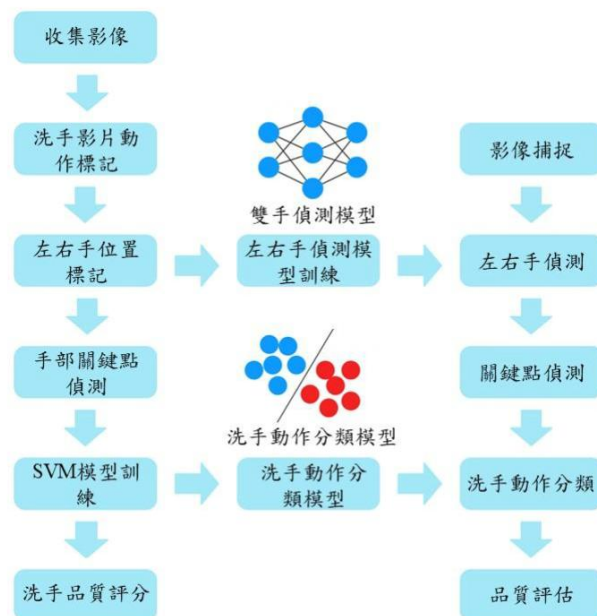 收集影像
洗手影片動
作標記
左右手位置
標記
手部關鍵點
偵測
SVM模型訓
練
洗手品質評分
雙手偵測模型
左右手偵測模
型訓練
洗手動作分類模型
洗手動作分
類模型
影像捕捉
左右手偵測
關鍵點偵測
洗手動作分類
品質評估